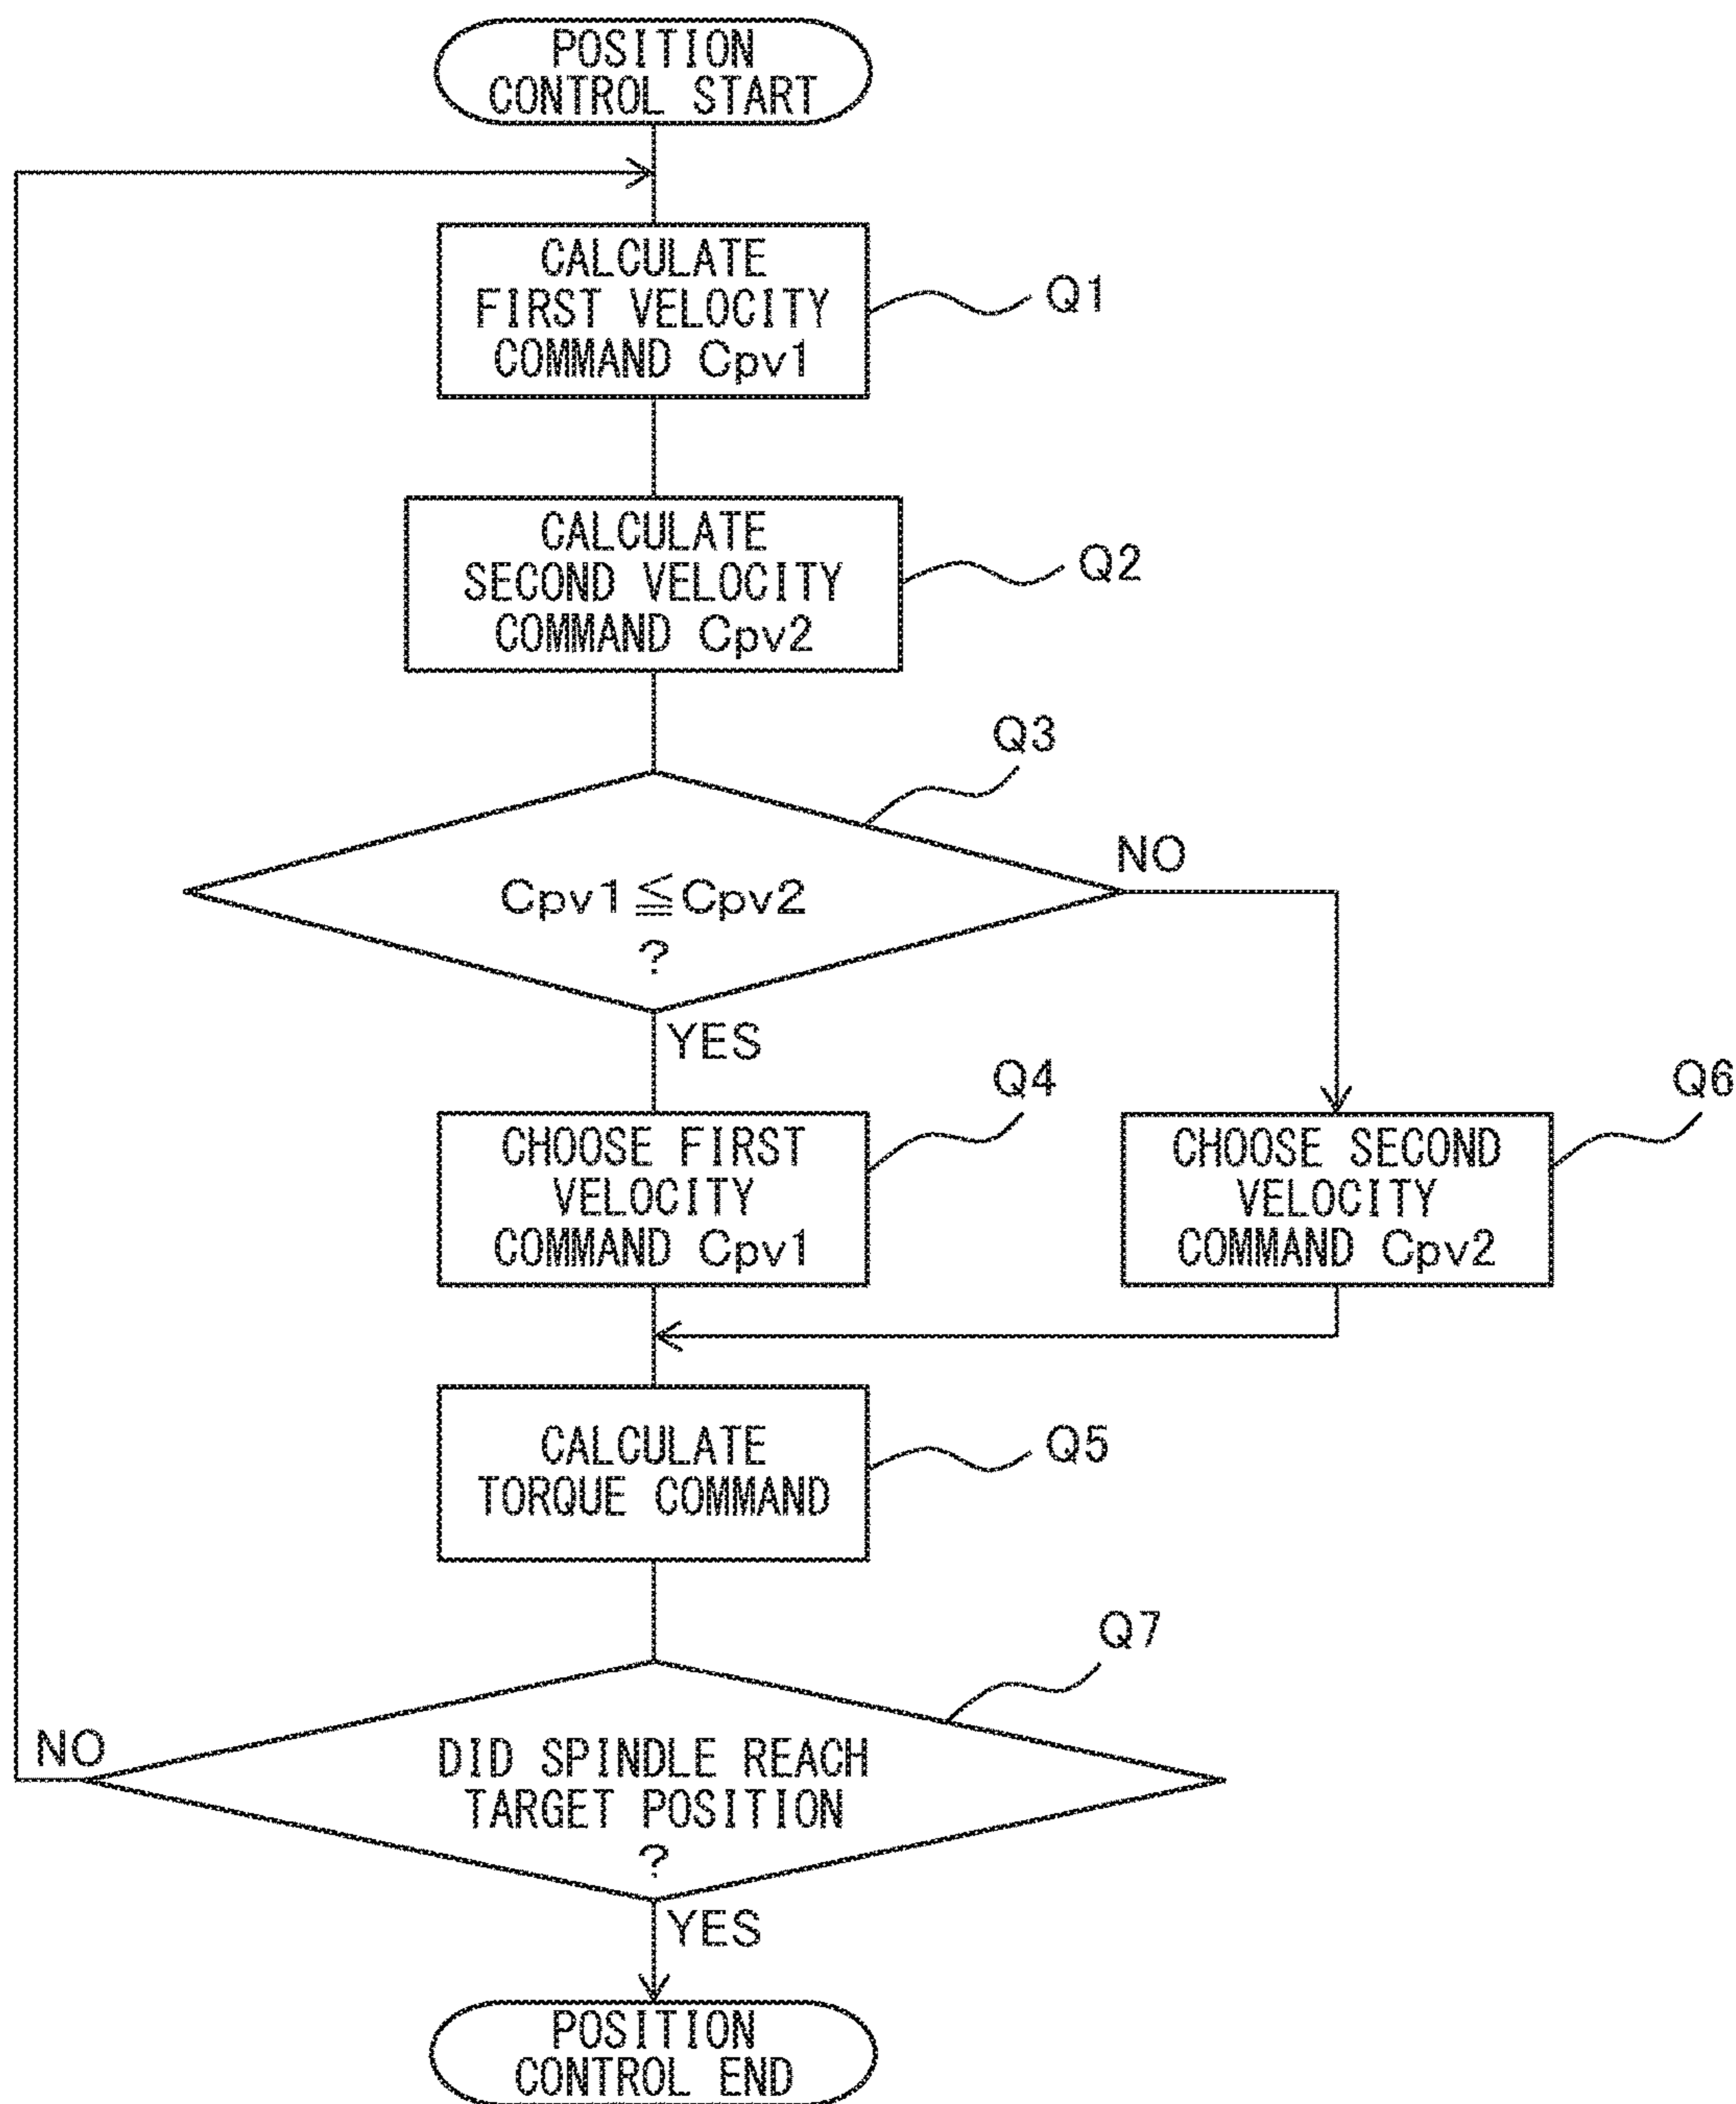 POSITION
CONTROL START
CALCULATE
FIRST VELOCITY
COMMAND Cpv1
Q1
CALCULATE
SECOND VELOCITY
COMMAND Cpv2
Q2
Q3
Cpv1≦Cpv2
?
NO
YES
Q4
CHOOSE FIRST
VELOCITY
COMMAND Cpv1
Q6
CHOOSE SECOND
VELOCITY
COMMAND Cpv2
CALCULATE
TORQUE COMMAND
Q5
Q7
NO
DID SPINDLE REACH
TARGET POSITION
?
YES
POSITION
CONTROL END